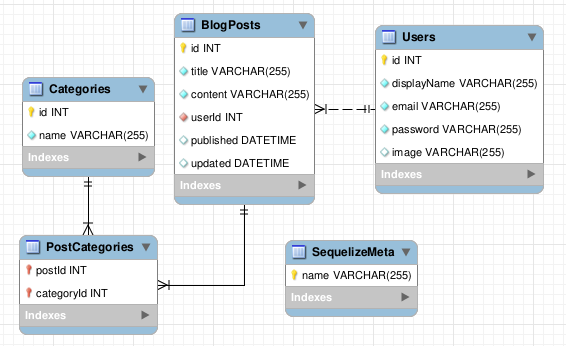 BlogPosts
id INT
title VARCHAR(255)
content VARCHAR(255)
userId INT
published DATETIME
updated DATETIME
Indexes
Users
id INT
displayName VARCHAR(255)
email VARCHAR(255)
password VARCHAR(255)
image VARCHAR(255)
Indexes
Categories
id INT
name VARCHAR(255)
Indexes
PostCategories
postId INT
categoryId INT
Indexes
SequelizeMeta
name VARCHAR(255)
Indexes